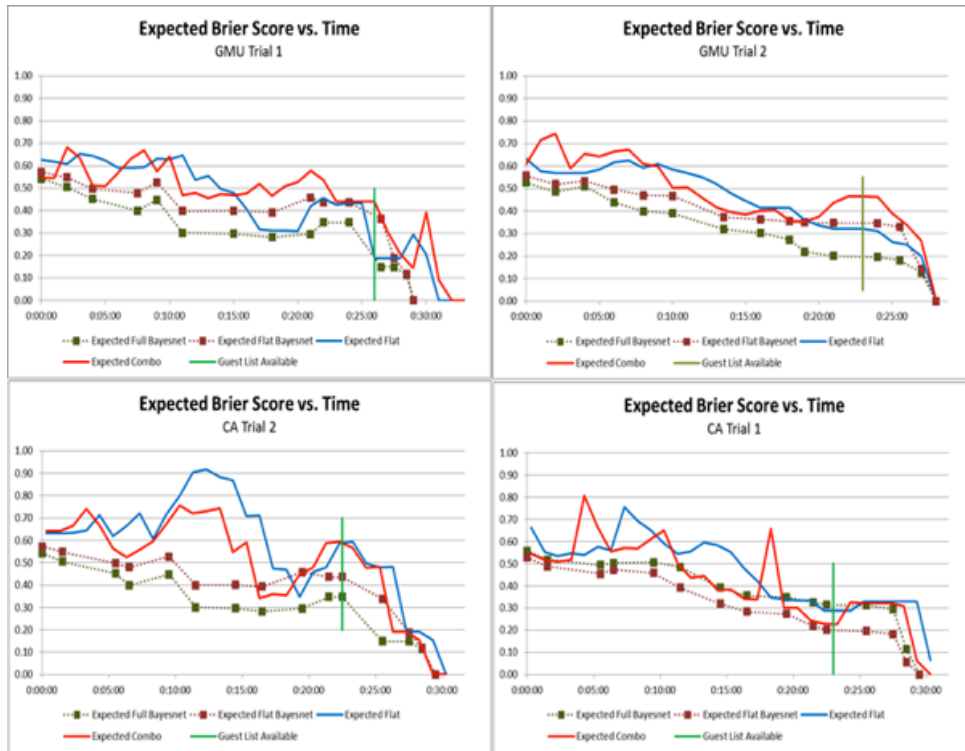 Expected Brier Score vs. Time
GMU Trial 1
1.00
0.90
0.80
0.70
0.60
0.50
0.40
0.30
0.20
0.10
0.00
0:00:00 0:05:00 0:10:00 0:15:00 0:20:00 0:25:00 0:30:00
Expected Full Bayesnet Expected Flat Bayesnet Expected Flat
Expected Combo Guest List Available
Expected Brier Score vs. Time
GMU Trial 2
1.00
0.90
0.80
0.70
0.60
0.50
0.40
0.30
0.20
0.10
0.00
0:00:00 0:05:00 0:10:00 0:15:00 0:20:00 0:25:00
Expected Full Bayesnet Expected Flat Bayesnet Expected Flat
Expected Combo Guest List Available
Expected Brier Score vs. Time
CA Trial 2
1.00
0.90
0.80
0.70
0.60
0.50
0.40
0.30
0.20
0.10
0.00
0:00:00 0:05:00 0:10:00 0:15:00 0:20:00 0:25:00 0:30:00
Expected Full Bayesnet Expected Flat Bayesnet Expected Flat
Expected Combo Guest List Available
Expected Brier Score vs. Time
CA Trial 1
1.00
0.90
0.80
0.70
0.60
0.50
0.40
0.30
0.20
0.10
0.00
0:00:00 0:05:00 0:10:00 0:15:00 0:20:00 0:25:00 0:30:00
Expected Full Bayesnet Expected Flat Bayesnet Expected Flat
Expected Combo Guest List Available